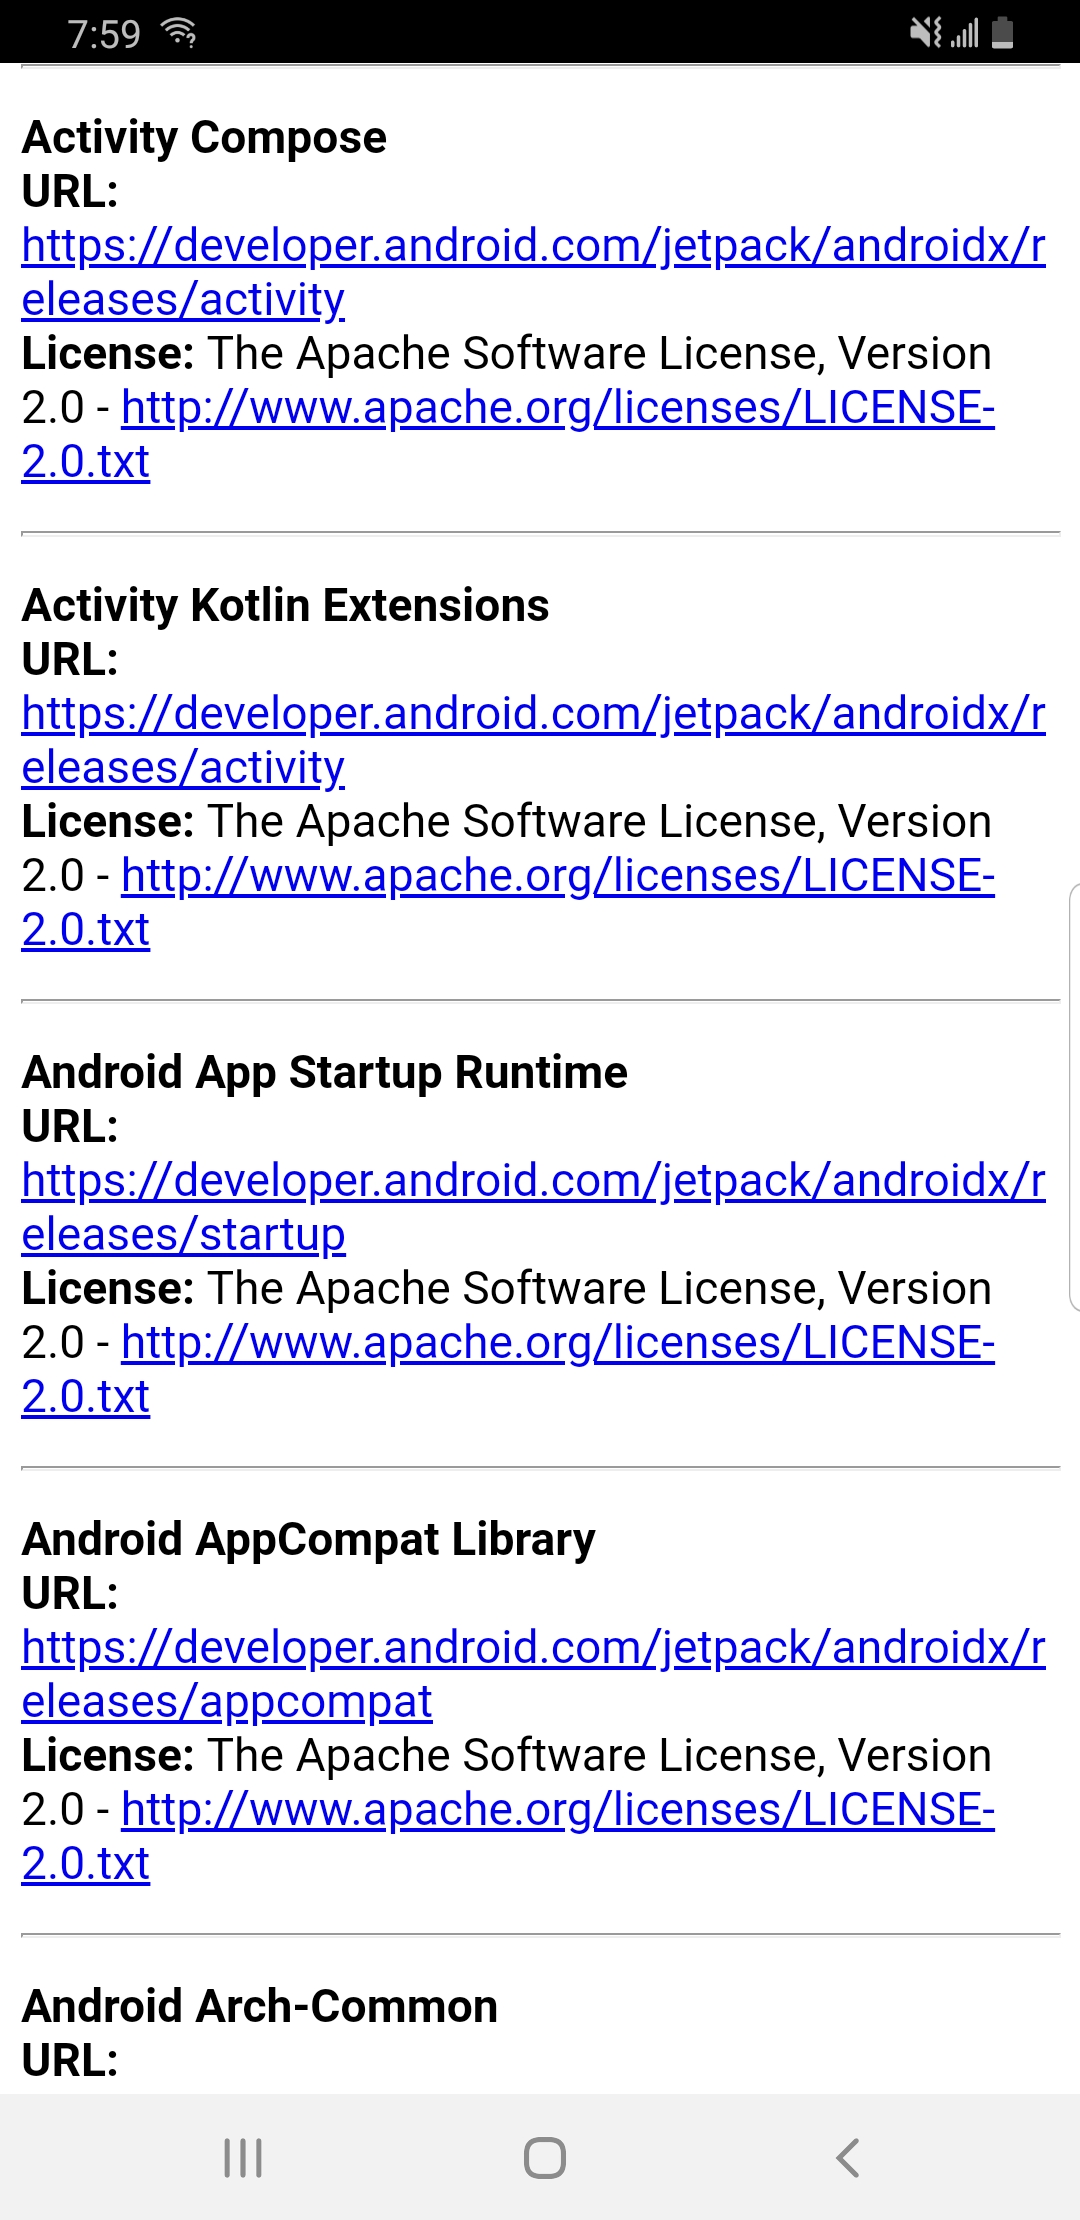 7:59
Activity Compose
URL:
https://developer.android.com/jetpack/androidx/r
eleases/activity
License: The Apache Software License, Version
2.0 - http://www.apache.org/licenses/LICENSE-
2.0.txt
Activity Kotlin Extensions
URL:
https://developer.android.com/jetpack/androidx/r
eleases/activity
License: The Apache Software License, Version
2.0 - http://www.apache.org/licenses/LICENSE-
2.0.txt
Android App Startup Runtime
URL:
https://developer.android.com/jetpack/androidx/r
eleases/startup
License: The Apache Software License, Version
2.0 - http://www.apache.org/licenses/LICENSE-
2.0.txt
Android AppCompat Library
URL:
https://developer.android.com/jetpack/androidx/r
eleases/appcompat
License: The Apache Software License, Version
2.0 - http://www.apache.org/licenses/LICENSE-
2.0.txt
Android Arch-Common
URL: